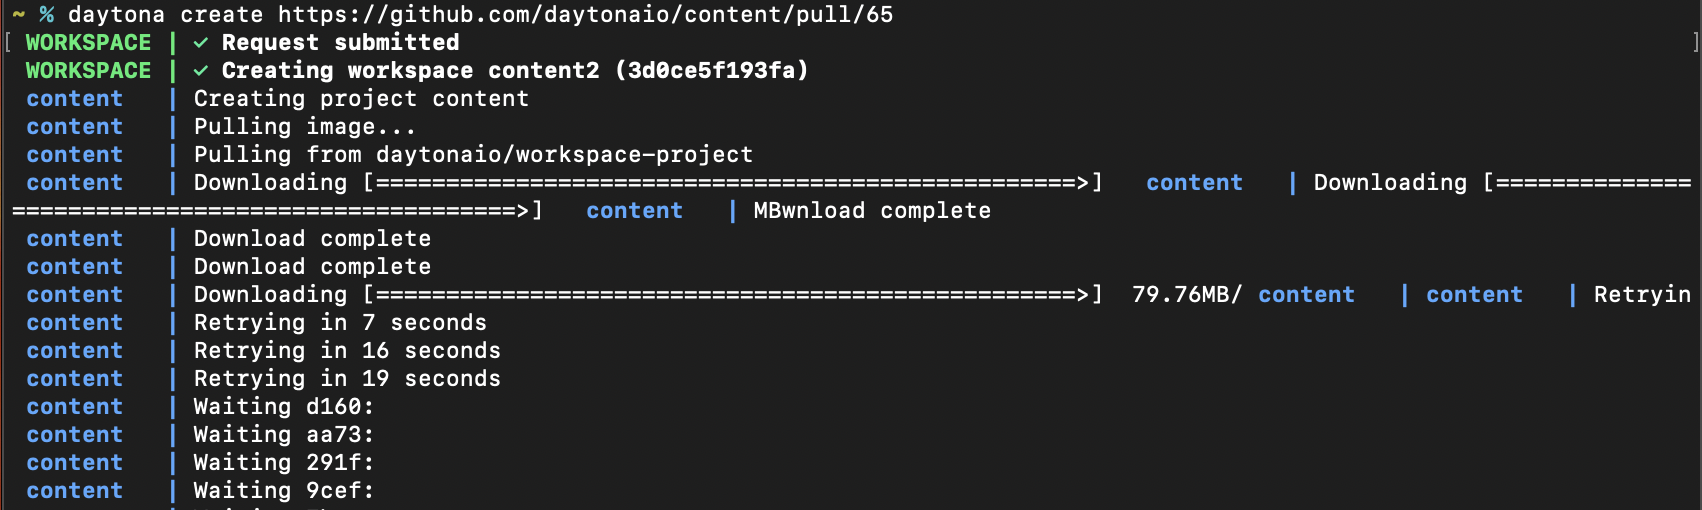 ~ % daytona create https://github.com/daytonaio/content/pull/65
[ WORKSPACE | ✓ Request submitted ]
WORKSPACE | ✓ Creating workspace content2 (3d0ce5f193fa)
content | Creating project content
content | Pulling image...
content | Pulling from daytonaio/workspace-project
content | Downloading [==================================================>] content | Downloading [==============
====================================>] content | MBwnload complete
content | Download complete
content | Download complete
content | Downloading [==================================================>] 79.76MB/ content | content | Retryin
content | Retrying in 7 seconds
content | Retrying in 16 seconds
content | Retrying in 19 seconds
content | Waiting d160:
content | Waiting aa73:
content | Waiting 291f:
content | Waiting 9cef: